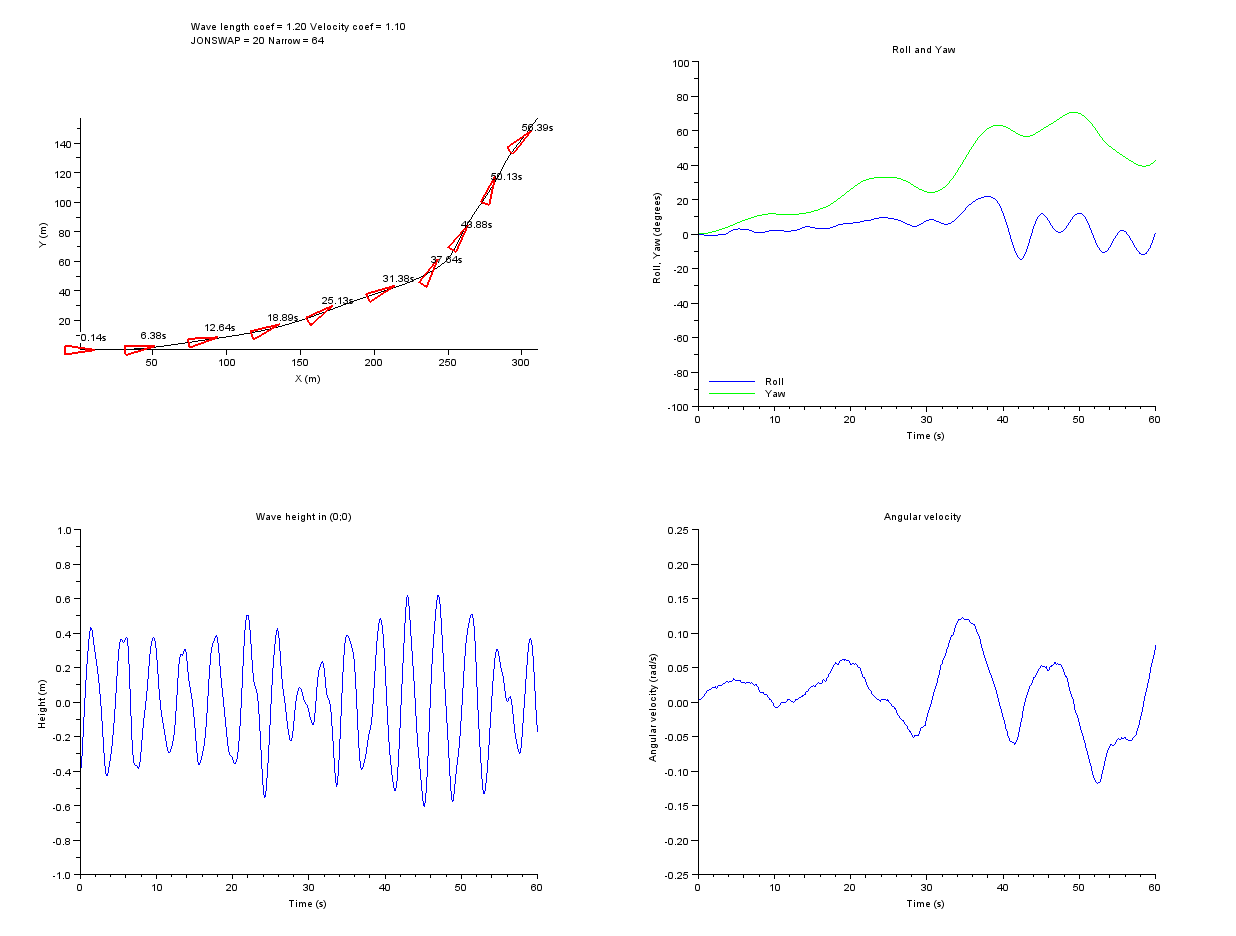 Wave length coef = 1.20 Velocity coef = 1.10
JONSWAP = 20 Narrow = 64
Y (m)
140
120
100
80
60
40
20
-0.14s
6.38s
12.64s
18.89s
25.13s
31.38s
37.64s
43.88s
50.13s
56.39s
50
100
150
200
250
300
X (m)
Roll and Yaw
Roll, Yaw (degrees)
100
80
60
40
20
0
-20
-40
-60
-80
-100
Roll
Yaw
0
10
20
30
40
50
60
Time (s)
Wave height in (0;0)
Height (m)
1.0
0.8
0.6
0.4
0.2
0.0
-0.2
-0.4
-0.6
-0.8
-1.0
0
10
20
30
40
50
60
Time (s)
Angular velocity
Angular velocity (rad/s)
0.25
0.20
0.15
0.10
0.05
0.00
-0.05
-0.10
-0.15
-0.20
-0.25
0
10
20
30
40
50
60
Time (s)